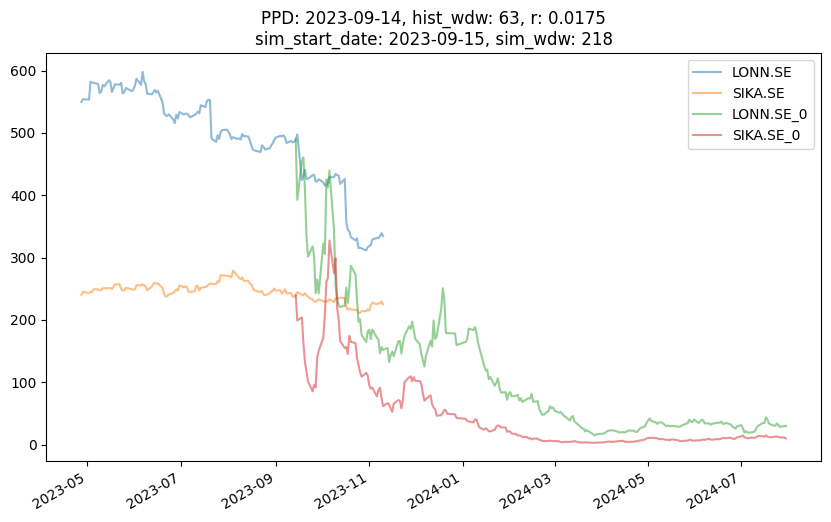 PPD: 2023-09-14, hist_wdw: 63, r: 0.0175
sim_start_date: 2023-09-15, sim_wdw: 218
LONN.SE
SIKA.SE
LONN.SE_0
SIKA.SE_0
600
500
400
300
200
100
0
2023-05
2023-07
2023-09
2023-11
2024-01
2024-03
2024-05
2024-07